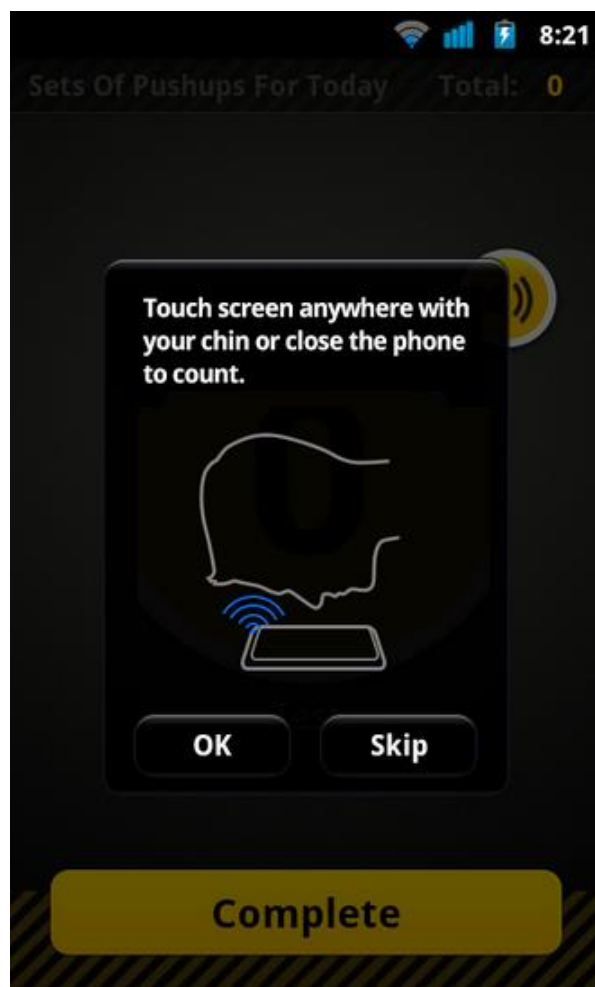 8:21
Sets Of Pushups For Today Total: 0
Touch screen anywhere with
your chin or close the phone
to count.
0
OK Skip
Complete